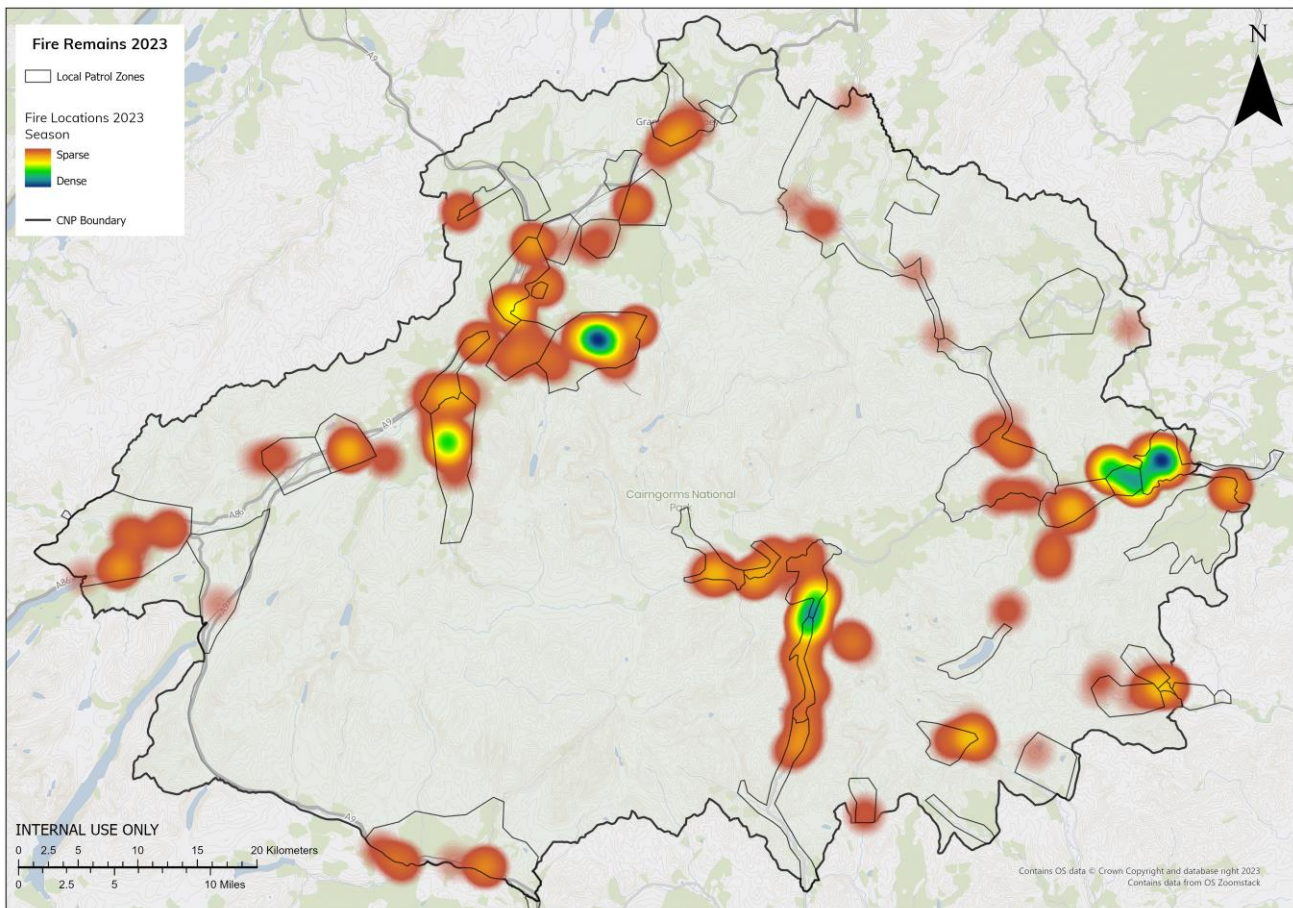 Fire Remains 2023
Local Patrol Zones
Fire Locations 2023
Season
Sparse
Dense
CNP Boundary
N
A9
A9
A86
A86
A9
Cairngorms National
Park
INTERNAL USE ONLY
0 2.5 5 10 15 20 Kilometers
0 2.5 5 10 Miles
Contains OS data © Crown Copyright and database right 2023
Contains data from OS Zoomstack